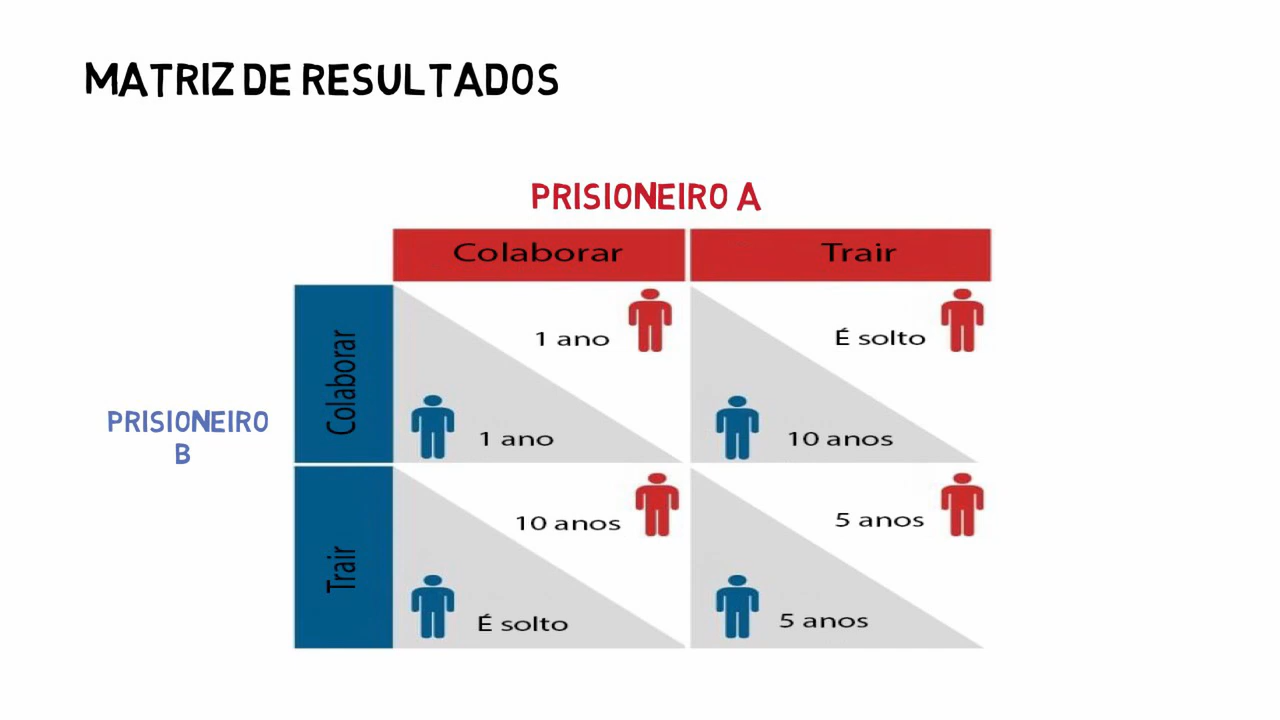 MATRIZ DE RESULTADOS
PRISIONEIRO A
Colaborar Trair
PRISIONEIRO
B
Colaborar
1 ano
1 ano
É solto
10 anos
Trair
10 anos
É solto
5 anos
5 anos